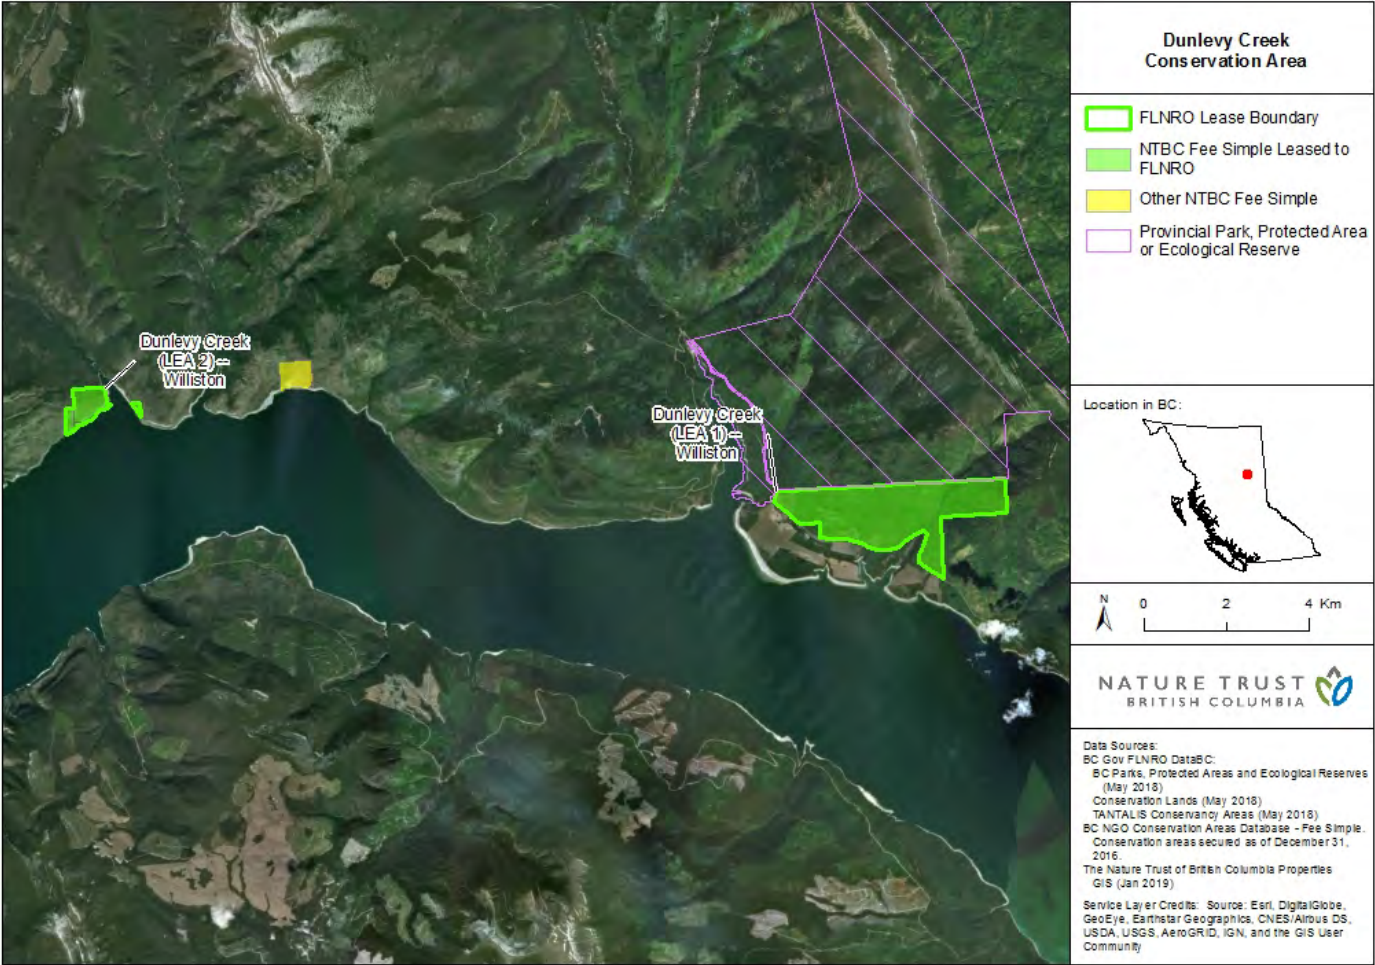 Dunlevy Creek
Conservation Area
FLNRO Lease Boundary
NTBC Fee Simple Leased to
FLNRO
Other NTBC Fee Simple
Provincial Park, Protected Area
or Ecological Reserve
Dunlevy Creek
(LEA 2) --
Williston
Dunlevy Creek
(LEA 1) --
Williston
Location in BC:
N
0 2 4 Km
NATURE TRUST
BRITISH COLUMBIA
Data Sources:
BC Gov FLNRO DataBC:
BC Parks, Protected Areas and Ecological Reserves
(May 2018)
Conservation Lands (May 2018)
TANTALIS Conservancy Areas (May 2018)
BC NGO Conservation Areas Database - Fee Simple.
Conservation areas secured as of December 31,
2016.
The Nature Trust of British Columbia Properties
GIS (Jan 2019)
Service Layer Credits: Source: Esri, DigitalGlobe,
GeoEye, Earthstar Geographics, CNES/Airbus DS,
USDA, USGS, AeroGRID, IGN, and the GIS User
Community